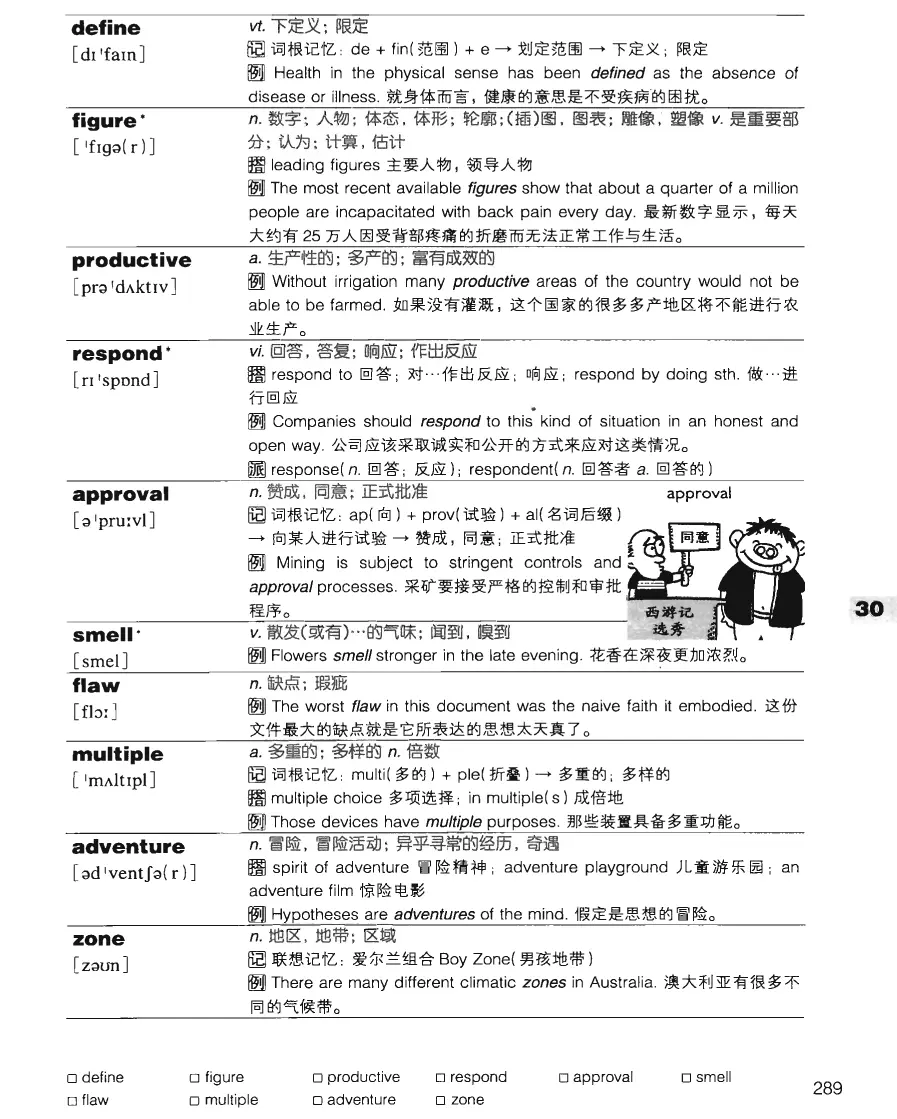 define
[dɪˈfaɪn]
vt. 下定义；限定
[记] 词根记忆：de + fin(范围) + e → 划定范围 → 下定义；限定
[例] Health in the physical sense has been defined as the absence of
disease or illness. 就身体而言，健康的意思是不受疾病的困扰。
figure*
[ˈfɪgə(r)]
n. 数字；人物；体态，体形；轮廓；(插)图，图表；雕像，塑像 v. 是重要部
分；认为；计算，估计
[搭] leading figures 主要人物，领导人物
[例] The most recent available figures show that about a quarter of a million
people are incapacitated with back pain every day. 最新数字显示，每天
大约有 25 万人因受背部疼痛的折磨而无法正常工作与生活。
productive
[prəˈdʌktɪv]
a. 生产性的；多产的；富有成效的
[例] Without irrigation many productive areas of the country would not be
able to be farmed. 如果没有灌溉，这个国家的很多多产地区将不能进行农
业生产。
respond*
[rɪˈspɒnd]
vi. 回答，答复；响应；作出反应
[搭] respond to 回答；对…作出反应；响应；respond by doing sth. 做…进
行回应
[例] Companies should respond to this kind of situation in an honest and
open way. 公司应该采取诚实和公开的方式来应对这类情况。
[派] response(n. 回答；反应)；respondent(n. 回答者 a. 回答的)
approval
[əˈpruːvl]
n. 赞成，同意；正式批准
[记] 词根记忆：ap(向) + prov(试验) + al(名词后缀)
→ 向某人进行试验 → 赞成，同意；正式批准
[例] Mining is subject to stringent controls and
approval processes. 采矿要接受严格的控制和审批
程序。
approval
同意
西游记
选秀
30
smell*
[smel]
v. 散发(或有)…的气味；闻到，嗅到
[例] Flowers smell stronger in the late evening. 花香在深夜更加浓烈。
flaw
[flɔː]
n. 缺点；瑕疵
[例] The worst flaw in this document was the naive faith it embodied. 这份
文件最大的缺点就是它所表达的思想太天真了。
multiple
[ˈmʌltɪpl]
a. 多重的；多样的 n. 倍数
[记] 词根记忆：multi(多的) + ple(折叠) → 多重的；多样的
[搭] multiple choice 多项选择；in multiple(s) 成倍地
[例] Those devices have multiple purposes. 那些装置具备多重功能。
adventure
[ədˈventʃə(r)]
n. 冒险，冒险活动；异乎寻常的经历，奇遇
[搭] spirit of adventure 冒险精神；adventure playground 儿童游乐园；an
adventure film 惊险电影
[例] Hypotheses are adventures of the mind. 假定是思想的冒险。
zone
[zəʊn]
n. 地区，地带；区域
[记] 联想记忆：爱尔兰组合 Boy Zone(男孩地带)
[例] There are many different climatic zones in Australia. 澳大利亚有很多不
同的气候带。
□ define □ figure □ productive □ respond □ approval □ smell
□ flaw □ multiple □ adventure □ zone
289